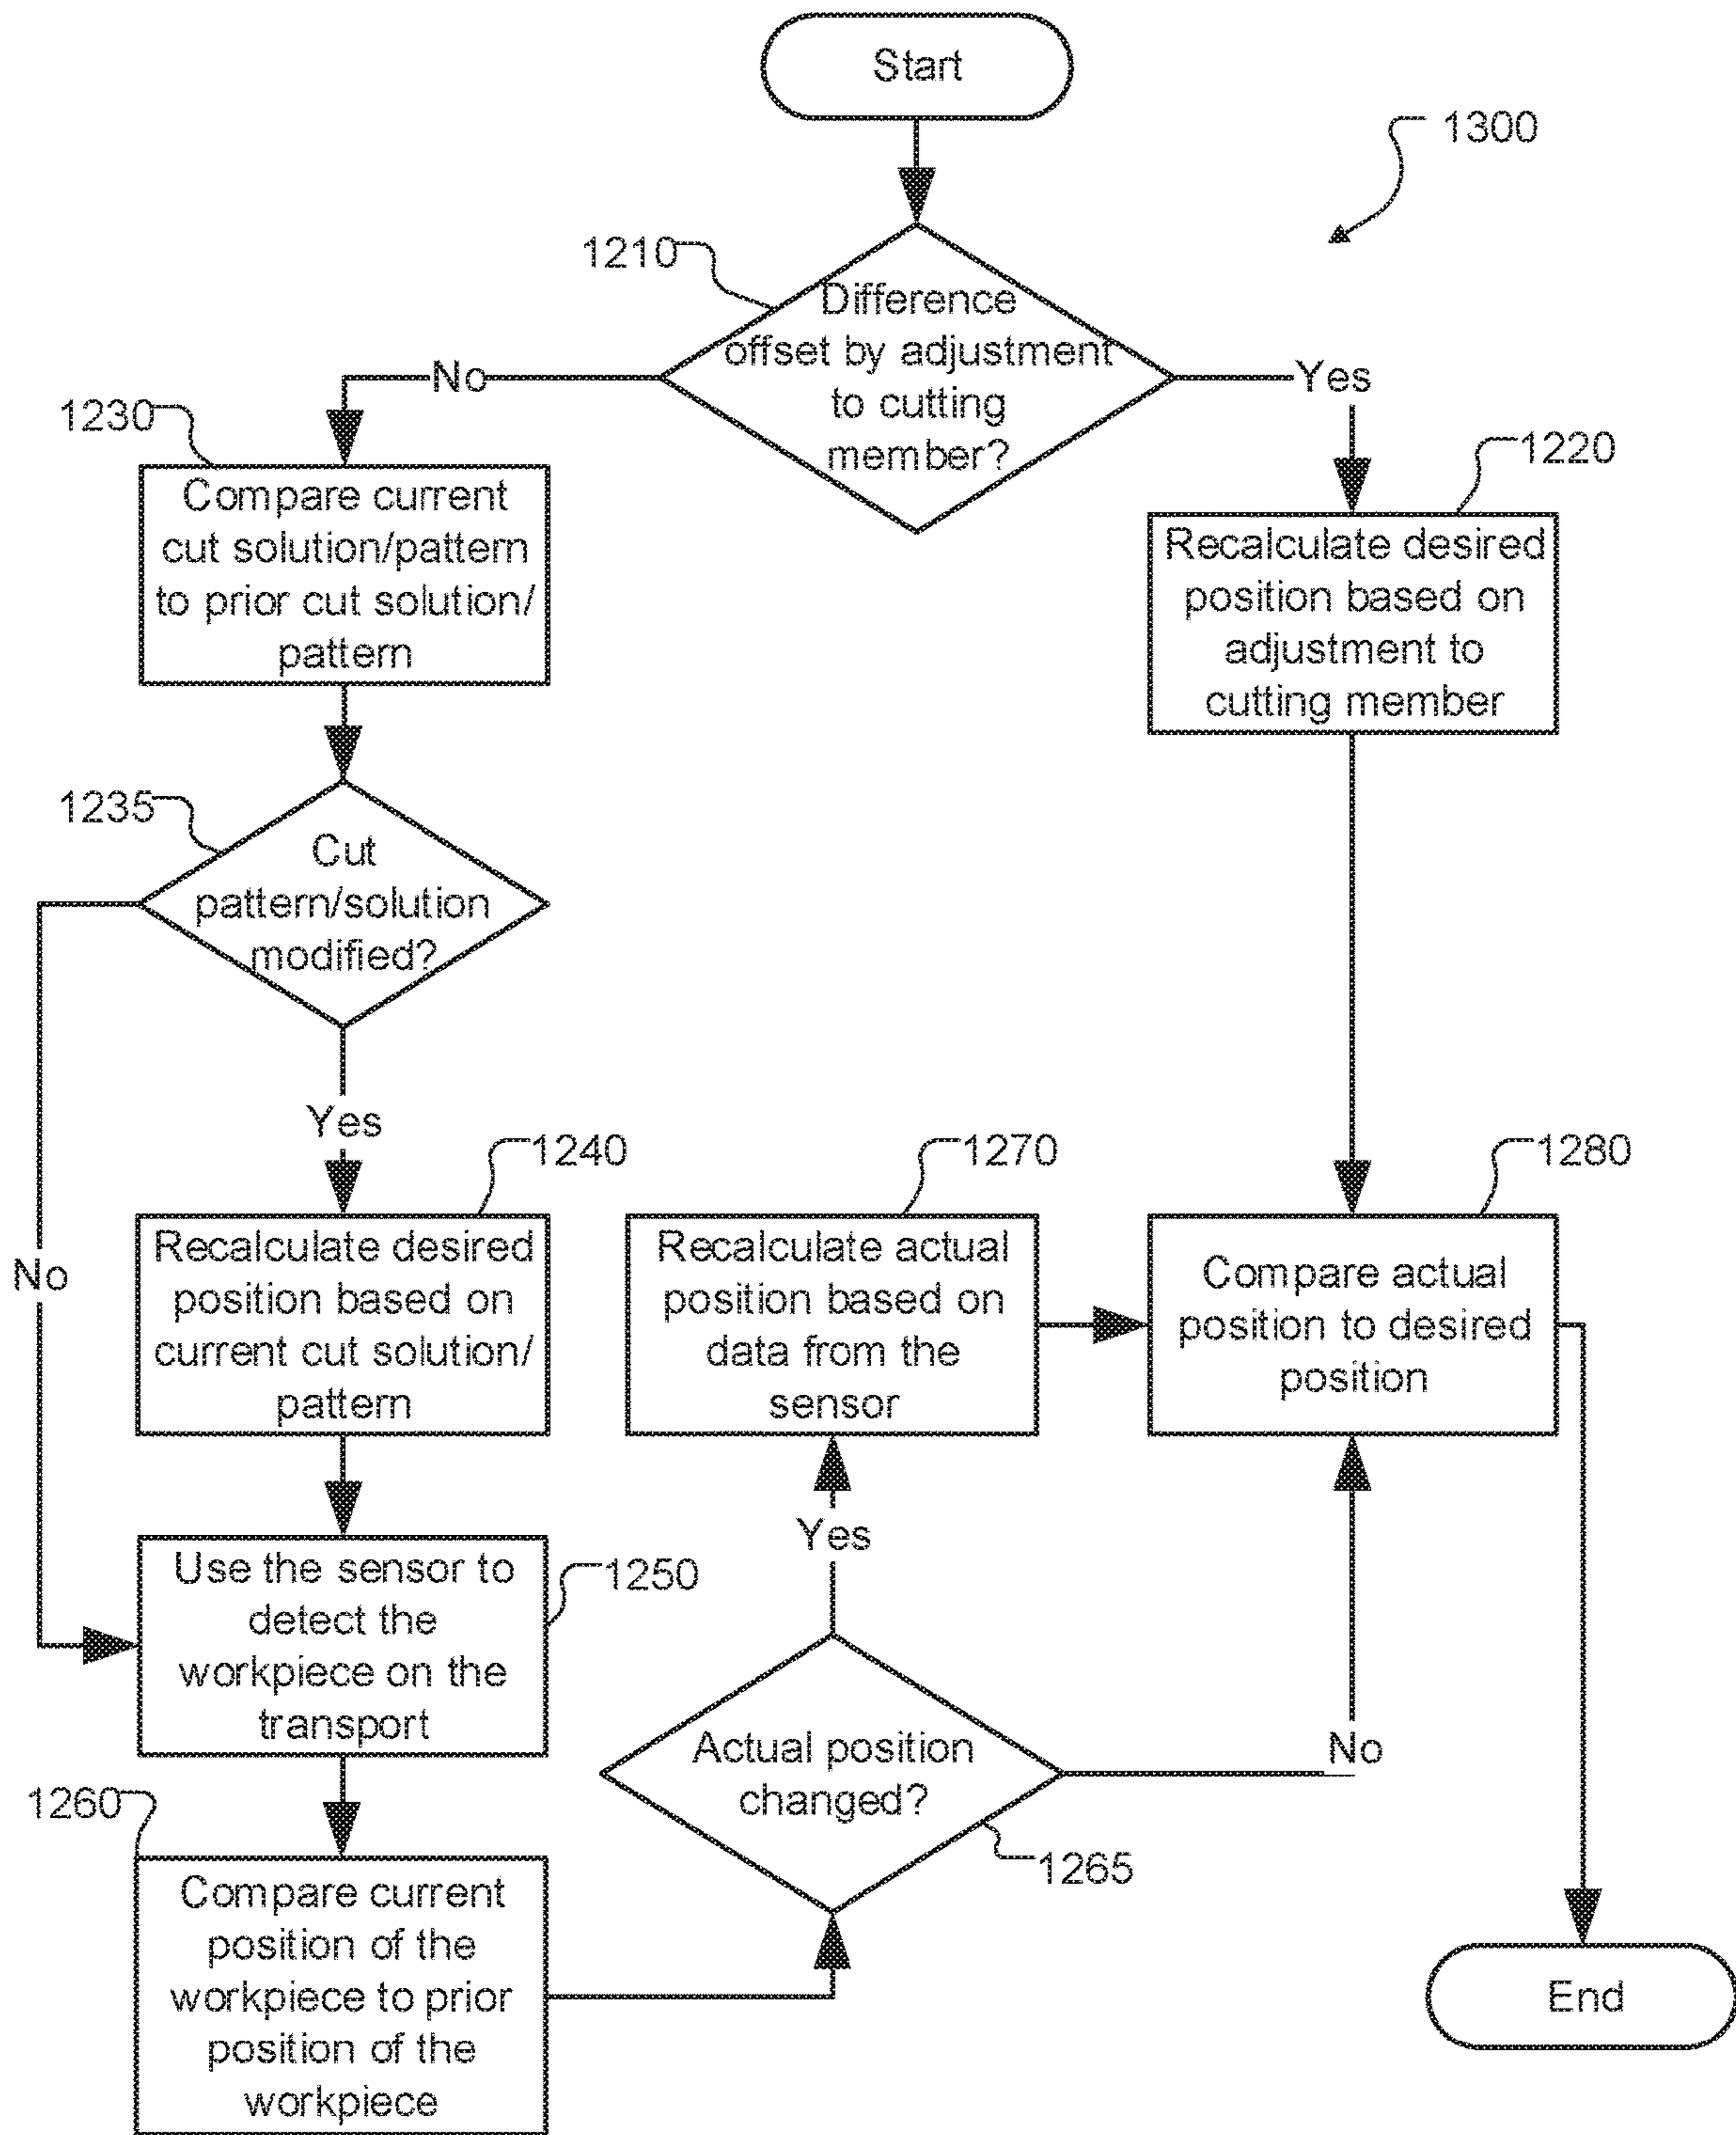 Start
1300
1210
Difference
offset by adjustment
to cutting
member?
No
Yes
1230
Compare current
cut solution/pattern
to prior cut solution/
pattern
1220
Recalculate desired
position based on
adjustment to
cutting member
1235
Cut
pattern/solution
modified?
Yes
No
1240
Recalculate desired
position based on
current cut solution/
pattern
1270
Recalculate actual
position based on
data from the
sensor
1280
Compare actual
position to desired
position
Use the sensor to
detect the
workpiece on the
transport
1250
Yes
Actual position
changed?
No
1265
1260
Compare current
position of the
workpiece to prior
position of the
workpiece
End